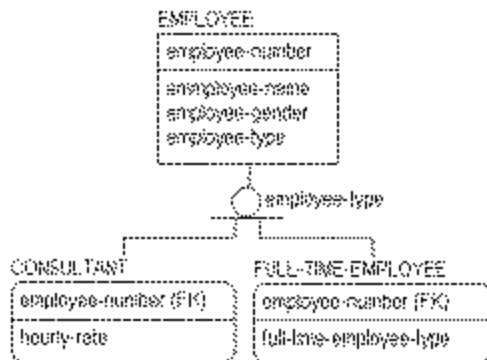 EMPLOYEE
employee-number
emmployee-name
employee-gender
employee-type
employee-type
CONSULTANT
employee-number (FK)
hourly-rate
FULL-TIME-EMPLOYEE
employee-number (FK)
full-time-employee-type